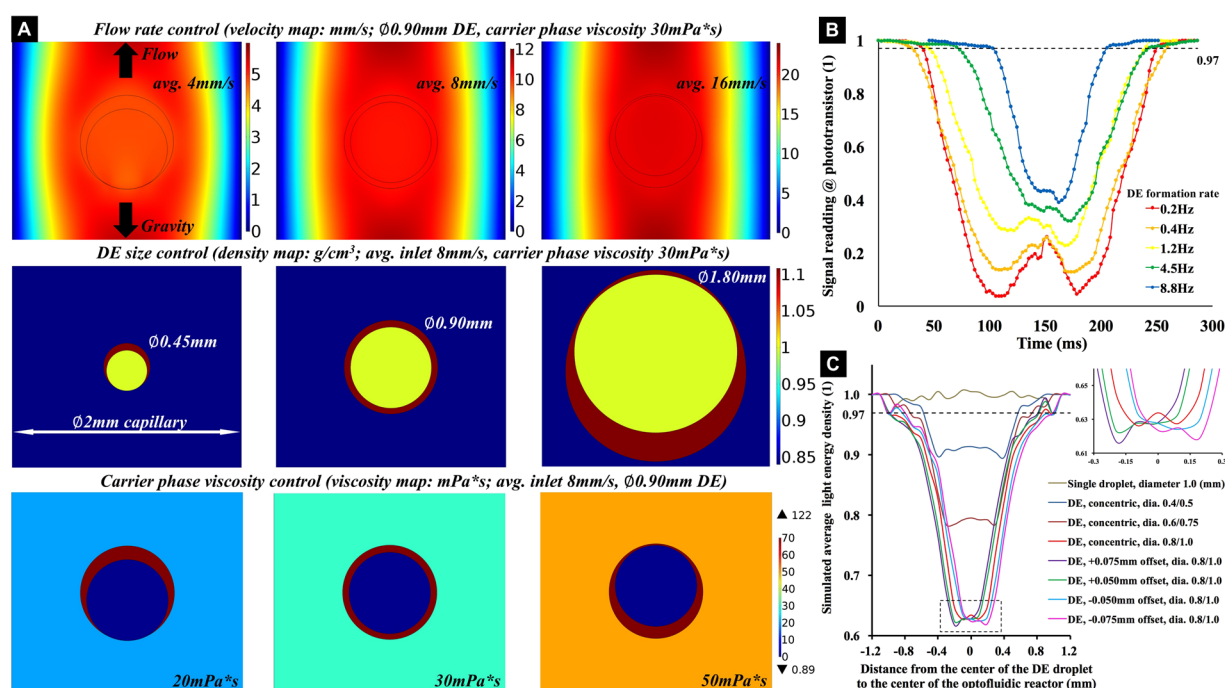 A
Flow rate control (velocity map: mm/s; Ø0.90mm DE, carrier phase viscosity 30mPa*s)
Flow
avg. 4mm/s
Gravity
5
4
3
2
1
0
avg. 8mm/s
12
10
8
6
4
2
0
avg. 16mm/s
20
15
10
5
0
DE size control (density map: g/cm³; avg. inlet 8mm/s, carrier phase viscosity 30mPa*s)
Ø0.45mm
Ø2mm capillary
Ø0.90mm
Ø1.80mm
1.1
1.05
1
0.95
0.9
0.85
Carrier phase viscosity control (viscosity map: mPa*s; avg. inlet 8mm/s, Ø0.90mm DE)
20mPa*s
30mPa*s
50mPa*s
▲ 122
70
60
50
40
30
20
10
0
▼ 0.89
B
Signal reading @ phototransistor (1)
1
0.8
0.6
0.4
0.2
0
0.97
DE formation rate
0.2Hz
0.4Hz
1.2Hz
4.5Hz
8.8Hz
0
50
100
150
200
250
300
Time (ms)
C
Simulated average light energy density (1)
1.0
0.97
0.9
0.8
0.7
0.6
0.65
0.63
0.61
-0.3
-0.15
0
0.15
0.3
Single droplet, diameter 1.0 (mm)
DE, concentric, dia. 0.4/0.5
DE, concentric, dia. 0.6/0.75
DE, concentric, dia. 0.8/1.0
DE, +0.075mm offset, dia. 0.8/1.0
DE, +0.050mm offset, dia. 0.8/1.0
DE, -0.050mm offset, dia. 0.8/1.0
DE, -0.075mm offset, dia. 0.8/1.0
-1.2
-0.8
-0.4
0
0.4
0.8
1.2
Distance from the center of the DE droplet
to the center of the optofluidic reactor (mm)